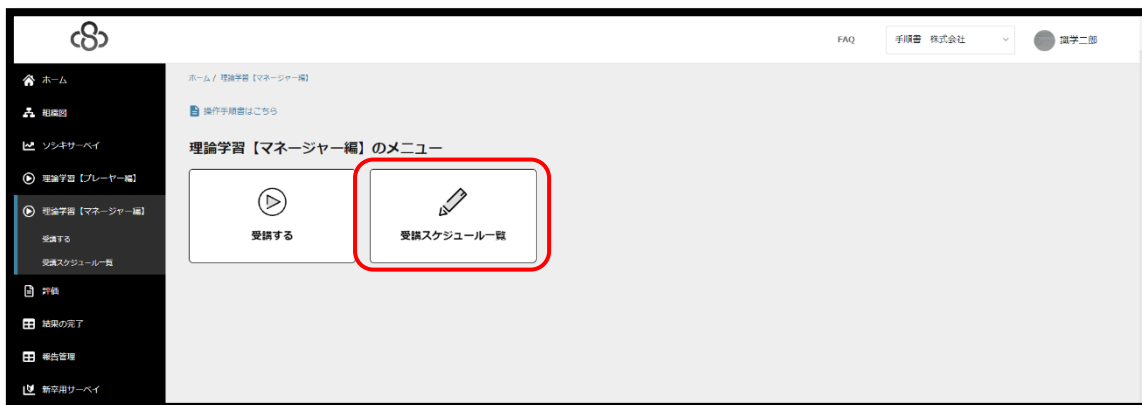 FAQ
手順書 株式会社
識学二郎
ホーム
組織図
ソシキサーベイ
理論学習【プレーヤー編】
理論学習【マネージャー編】
受講する
受講スケジュール一覧
評価
結果の完了
報告管理
新卒用サーベイ
ホーム / 理論学習【マネージャー編】
操作手順書はこちら
理論学習【マネージャー編】のメニュー
受講する
受講スケジュール一覧